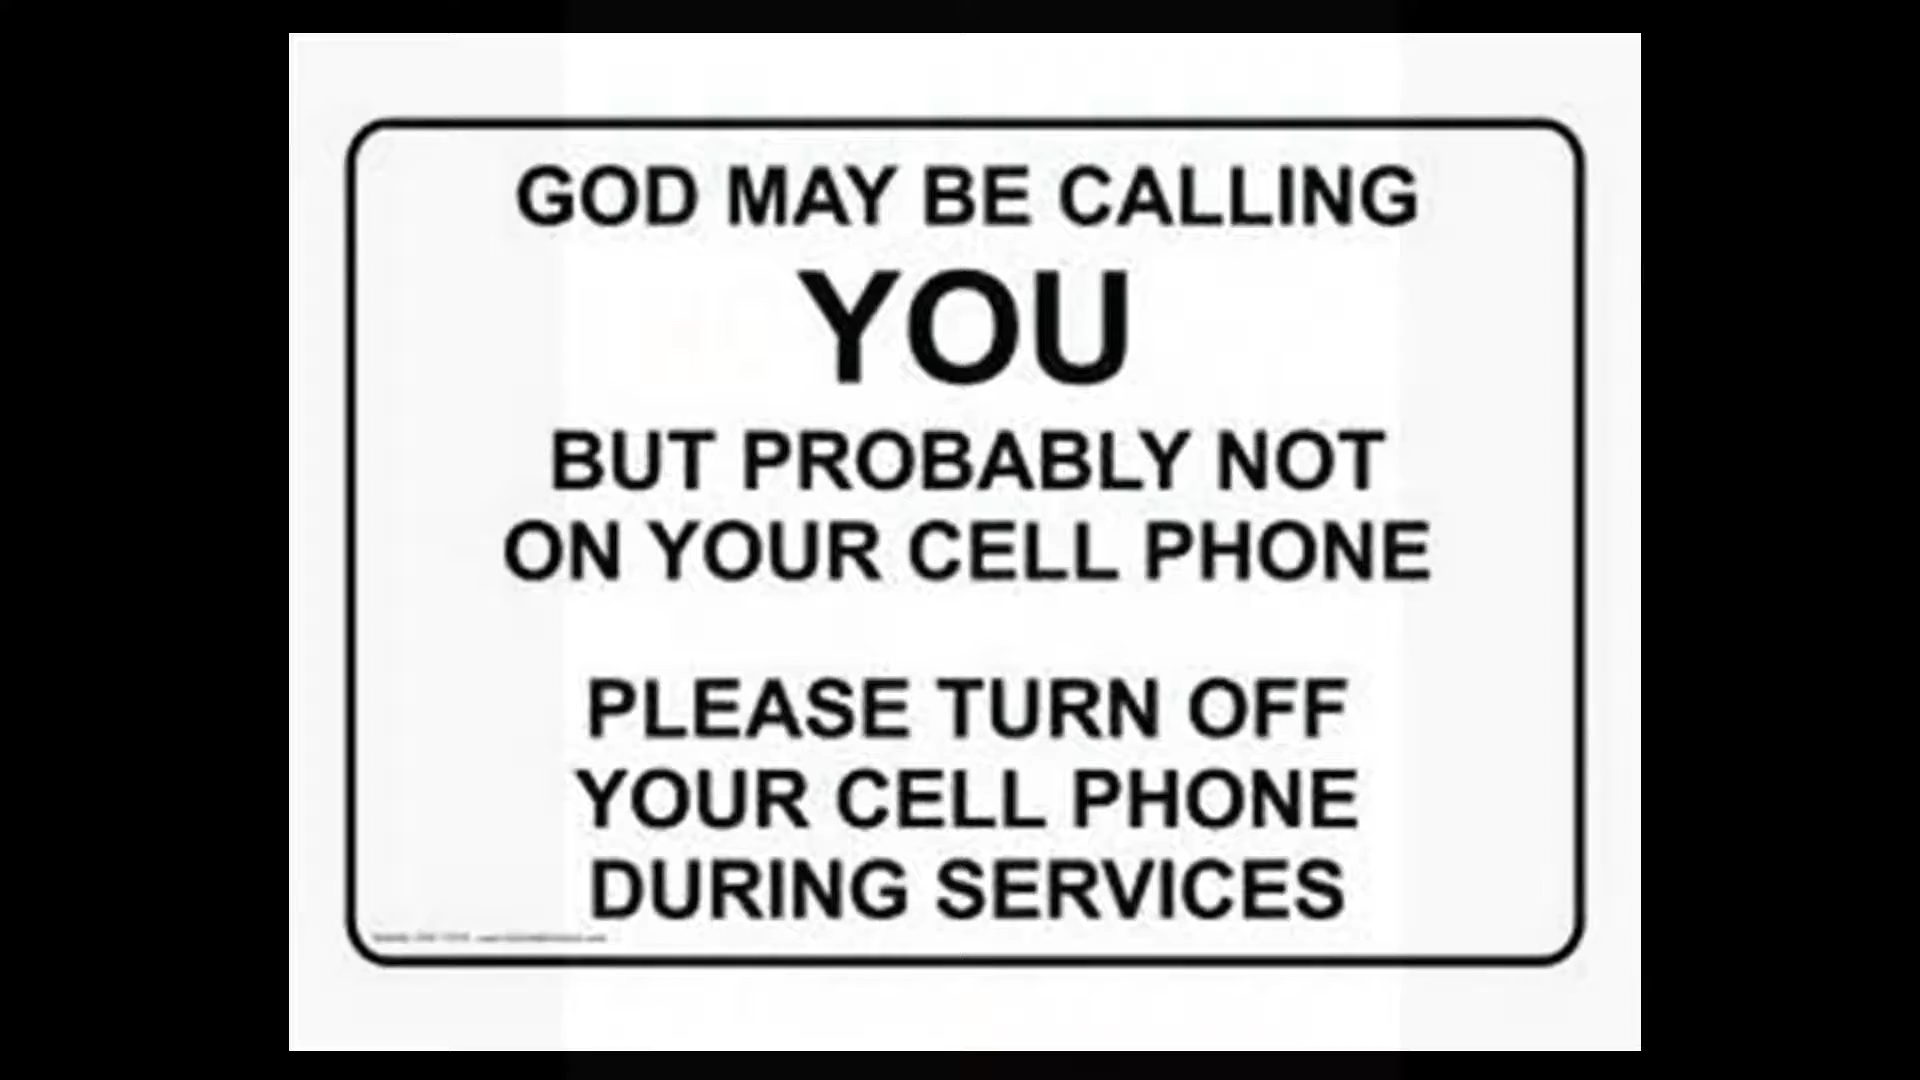 GOD MAY BE CALLING
YOU
BUT PROBABLY NOT
ON YOUR CELL PHONE
PLEASE TURN OFF
YOUR CELL PHONE
DURING SERVICES